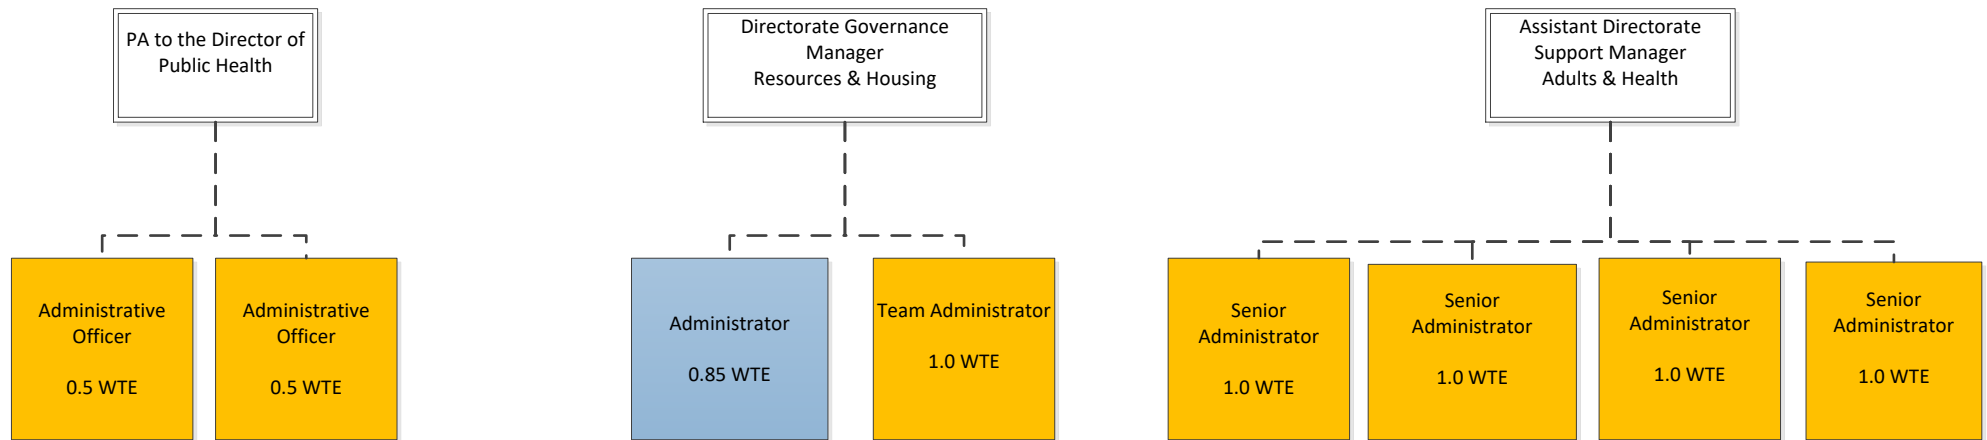 PA to the Director of
Public Health
Directorate Governance
Manager
Resources & Housing
Assistant Directorate
Support Manager
Adults & Health
Administrative
Officer
0.5 WTE
Administrative
Officer
0.5 WTE
Administrator
0.85 WTE
Team Administrator
1.0 WTE
Senior
Administrator
1.0 WTE
Senior
Administrator
1.0 WTE
Senior
Administrator
1.0 WTE
Senior
Administrator
1.0 WTE